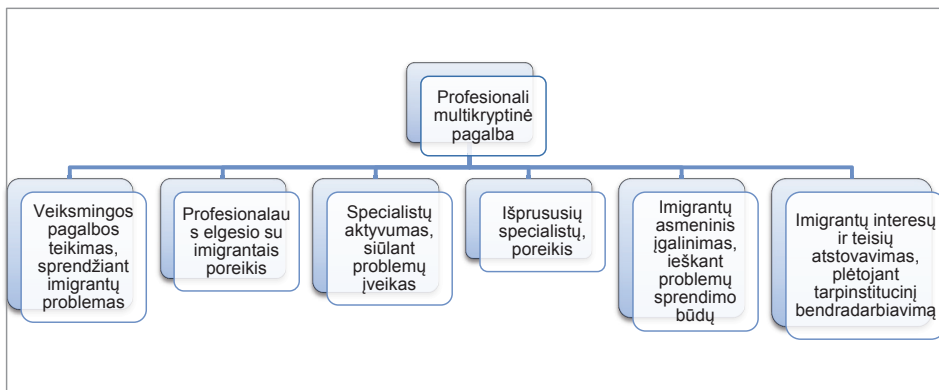 Profesionali
multikryptinė
pagalba
Veiksmingos
pagalbos
teikimas,
sprendžiant
imigrantų
problemas
Profesionalau
s elgesio su
imigrantais
poreikis
Specialistų
aktyvumas,
siūlant
problemų
įveikas
Išprususių
specialistų,
poreikis
Imigrantų
asmeninis
įgalinimas,
ieškant
problemų
sprendimo
būdų
Imigrantų interesų
ir teisių
atstovavimas,
plėtojant
tarpinstitucinį
bendradarbiavimą